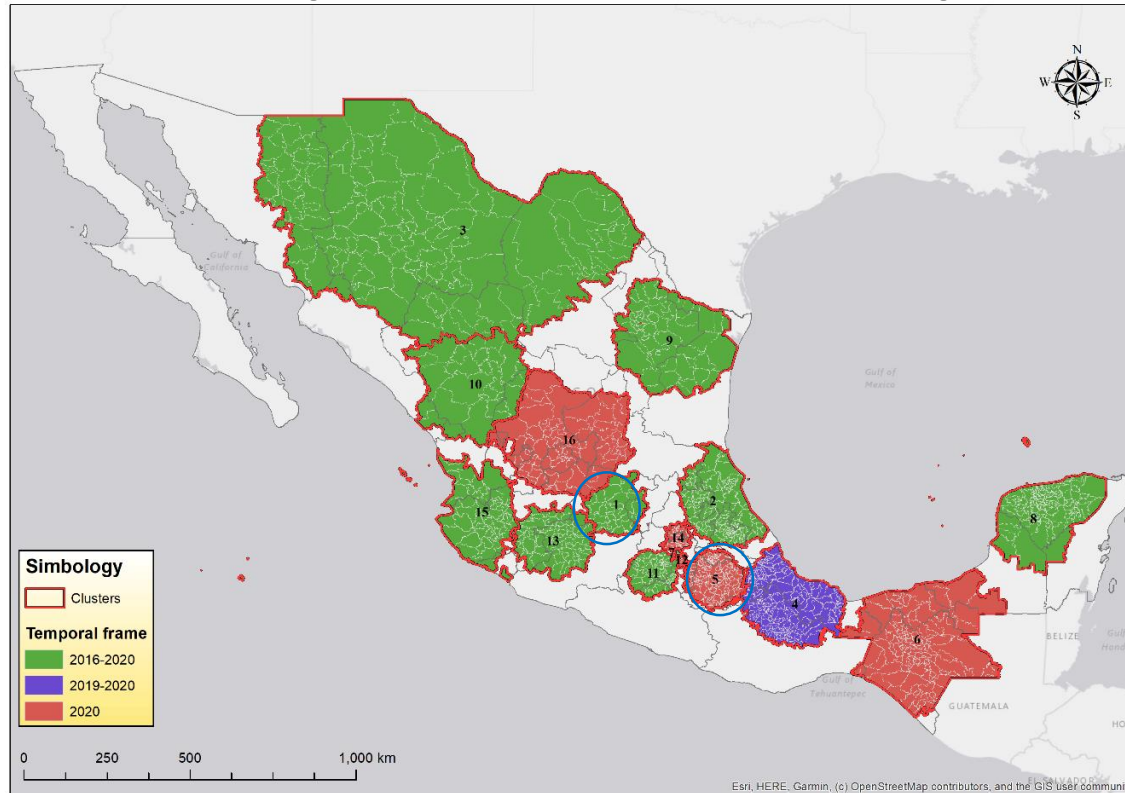 N
W E
S
3
Gulf of
California
9
10
Gulf of
Mexico
16
1
2
8
15
13
14
7
12
11
5
4
6
BELIZE
Gulf of
Tehuantepec
GUATEMALA
Simbology
Clusters
Temporal frame
2016-2020
2019-2020
2020
0 250 500 1,000 km
Esri, HERE, Garmin, (c) OpenStreetMap contributors, and the GIS user communi